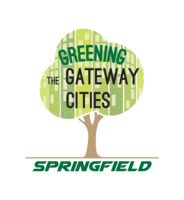 GREENING
THE GATEWAY
CITIES
SPRINGFIELD